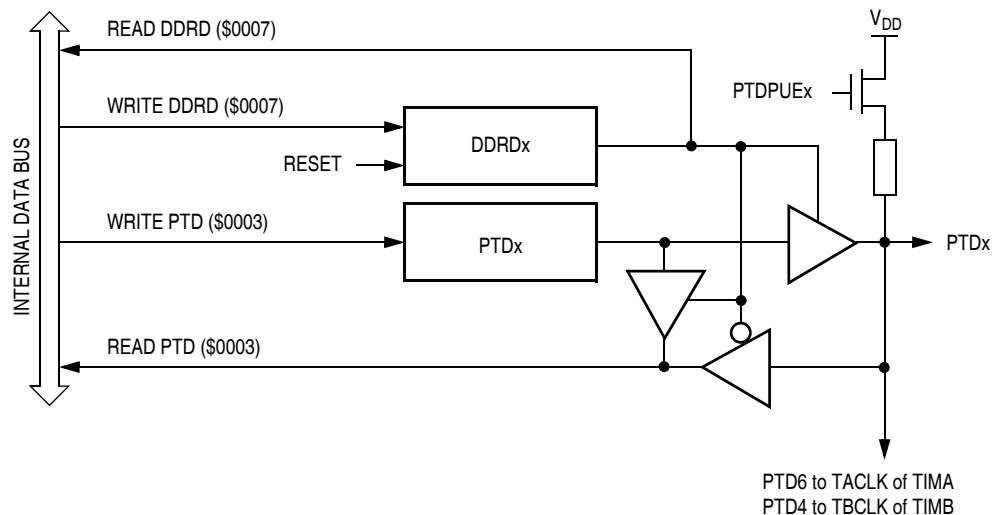 READ DDRD ($0007)
VDD
WRITE DDRD ($0007)
PTDPUEx
DDRDx
RESET
INTERNAL DATA BUS
WRITE PTD ($0003)
PTDx
PTDx
READ PTD ($0003)
PTD6 to TACLK of TIMA
PTD4 to TBCLK of TIMB